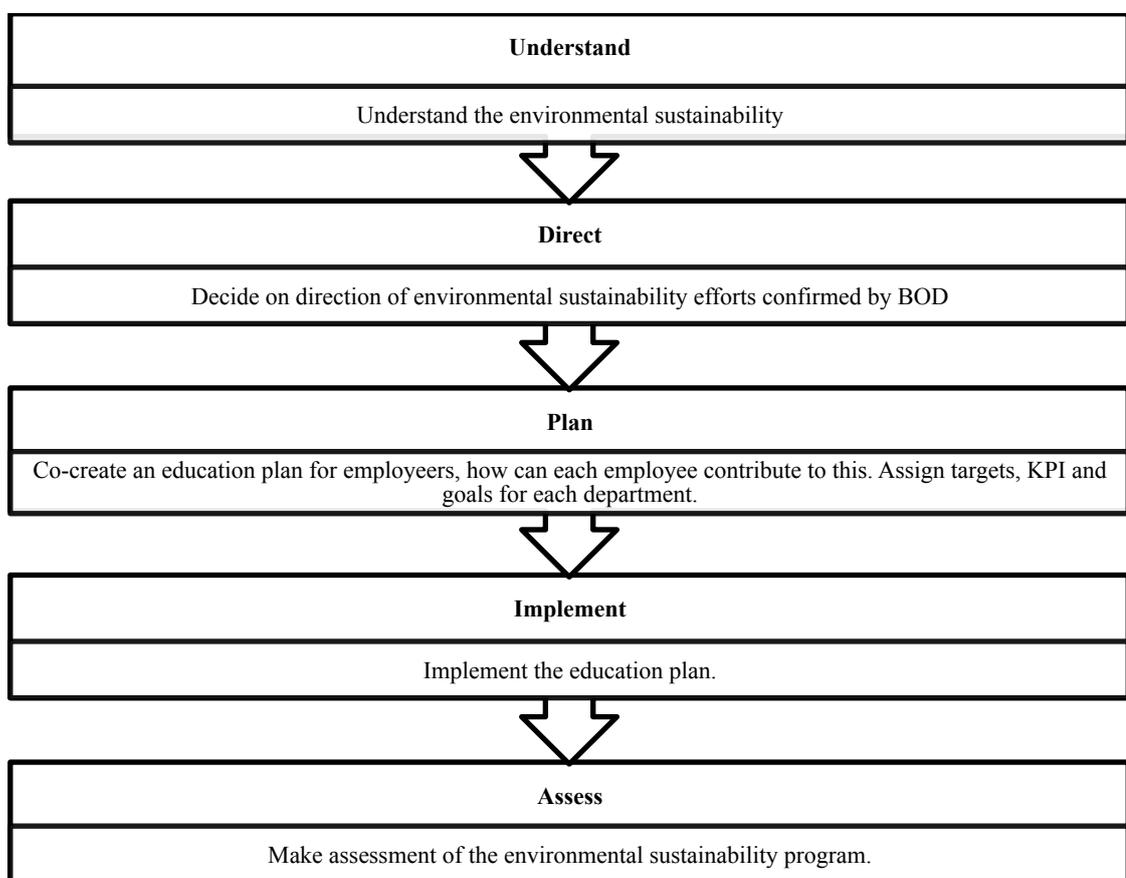 Understand
Understand the environmental sustainability
Direct
Decide on direction of environmental sustainability efforts confirmed by BOD
Plan
Co-create an education plan for employeers, how can each employee contribute to this. Assign targets, KPI and
goals for each department.
Implement
Implement the education plan.
Assess
Make assessment of the environmental sustainability program.